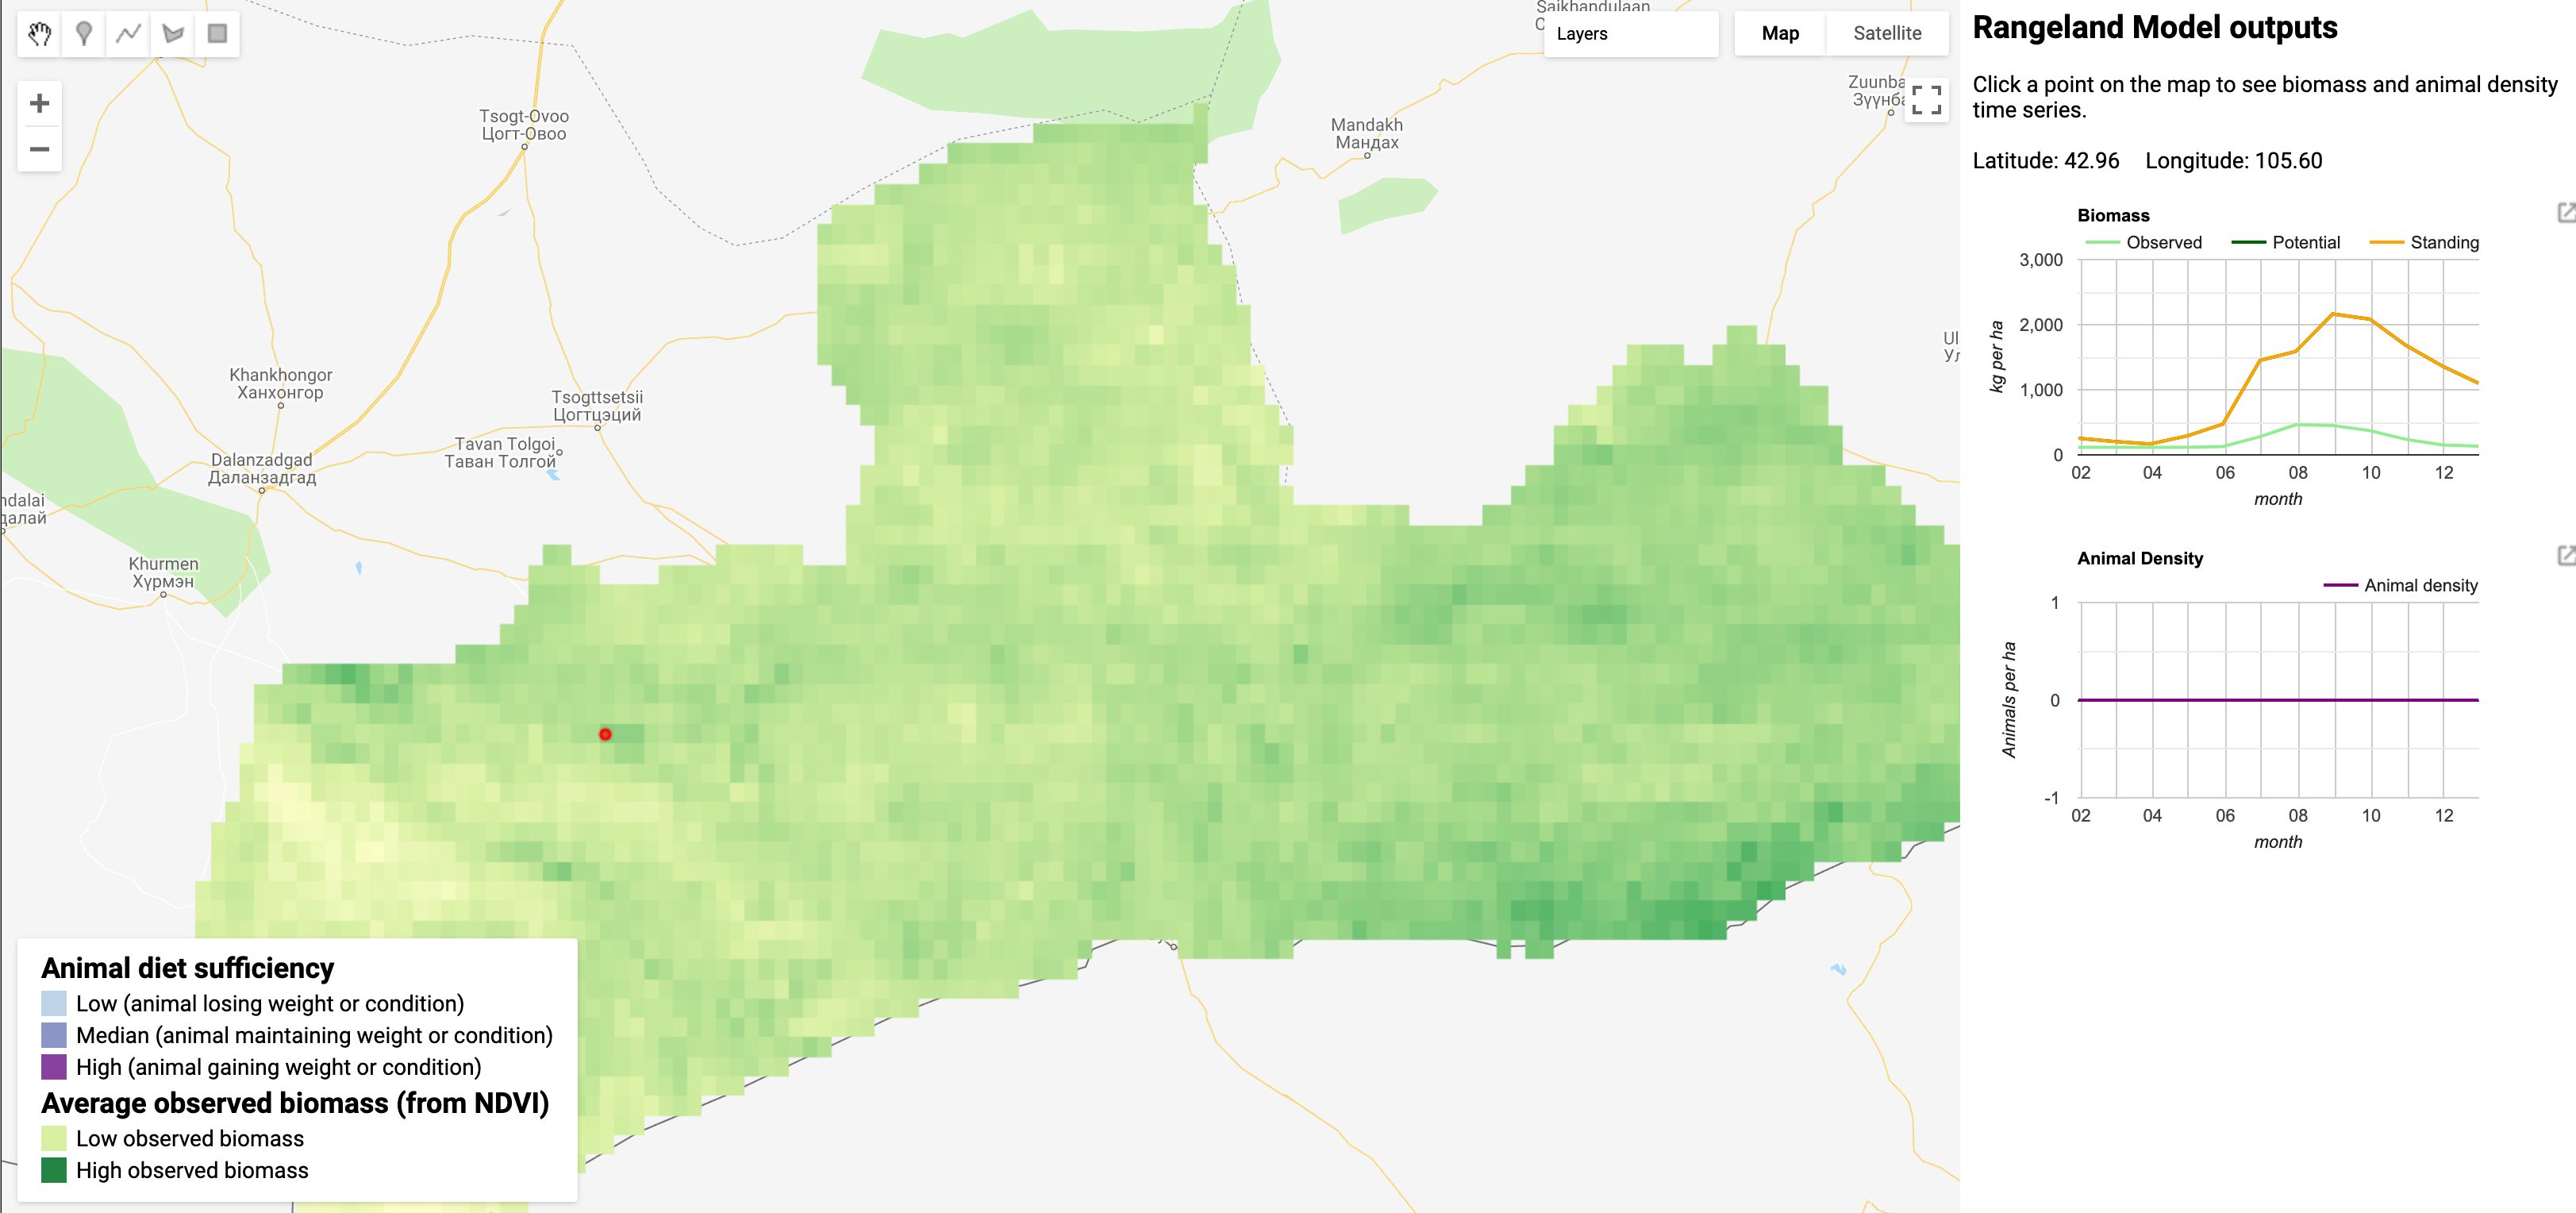 Saikhandulaan
Layers
Map
Satellite
Zuunba
Зүүнба
Tsogt-Ovoo
Цогт-Овоо
Mandakh
Мандах
Ul
Ул
Khankhongor
Ханхонгор
Tsogttsetsii
Цогтцэций
Tavan Tolgoi
Таван Толгой
Dalanzadgad
Даланзадгад
ndalai
далай
Khurmen
Хүрмэн
Animal diet sufficiency
Low (animal losing weight or condition)
Median (animal maintaining weight or condition)
High (animal gaining weight or condition)
Average observed biomass (from NDVI)
Low observed biomass
High observed biomass
Rangeland Model outputs
Click a point on the map to see biomass and animal density
time series.
Latitude: 42.96 Longitude: 105.60
Biomass
Observed Potential Standing
3,000
2,000
1,000
0
kg per ha
02 04 06 08 10 12
month
Animal Density
Animal density
1
0
-1
Animals per ha
02 04 06 08 10 12
month